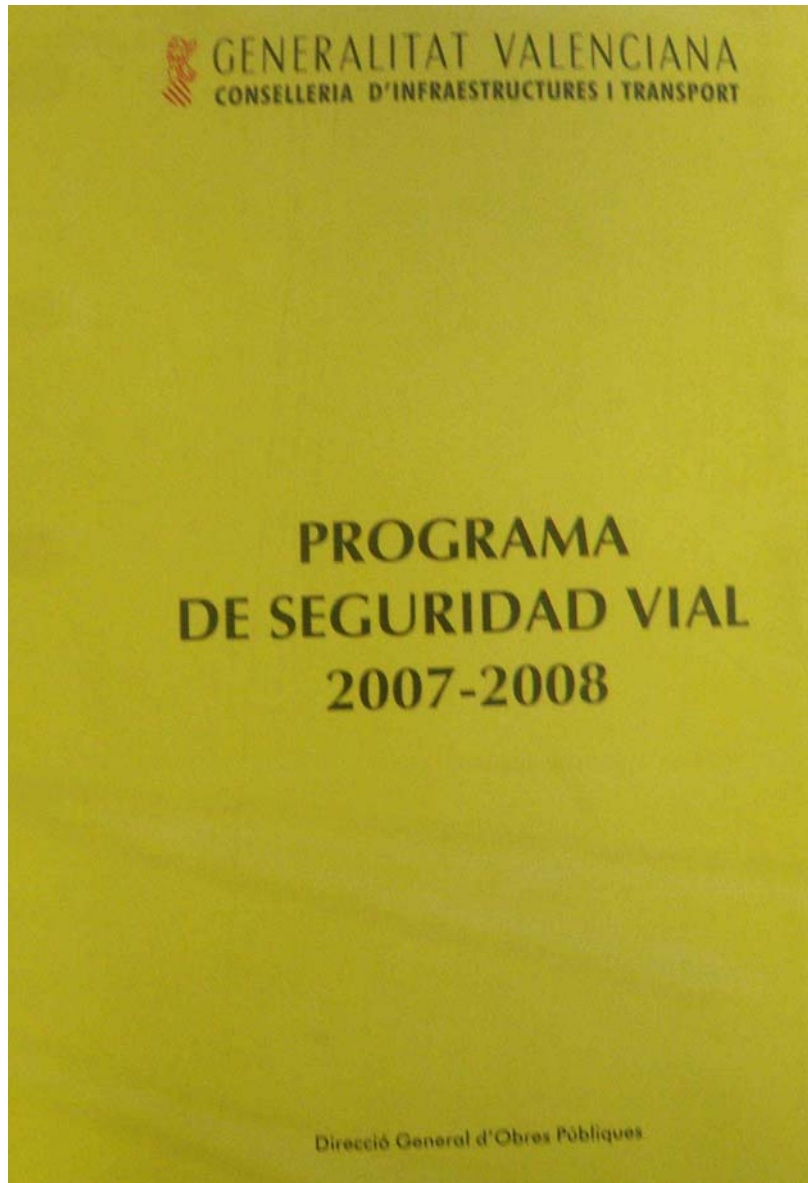 GENERALITAT VALENCIANA
CONSELLERIA D'INFRAESTRUCTURES I TRANSPORT
PROGRAMA
DE SEGURIDAD VIAL
2007-2008
Direcció General d'Obres Públiques